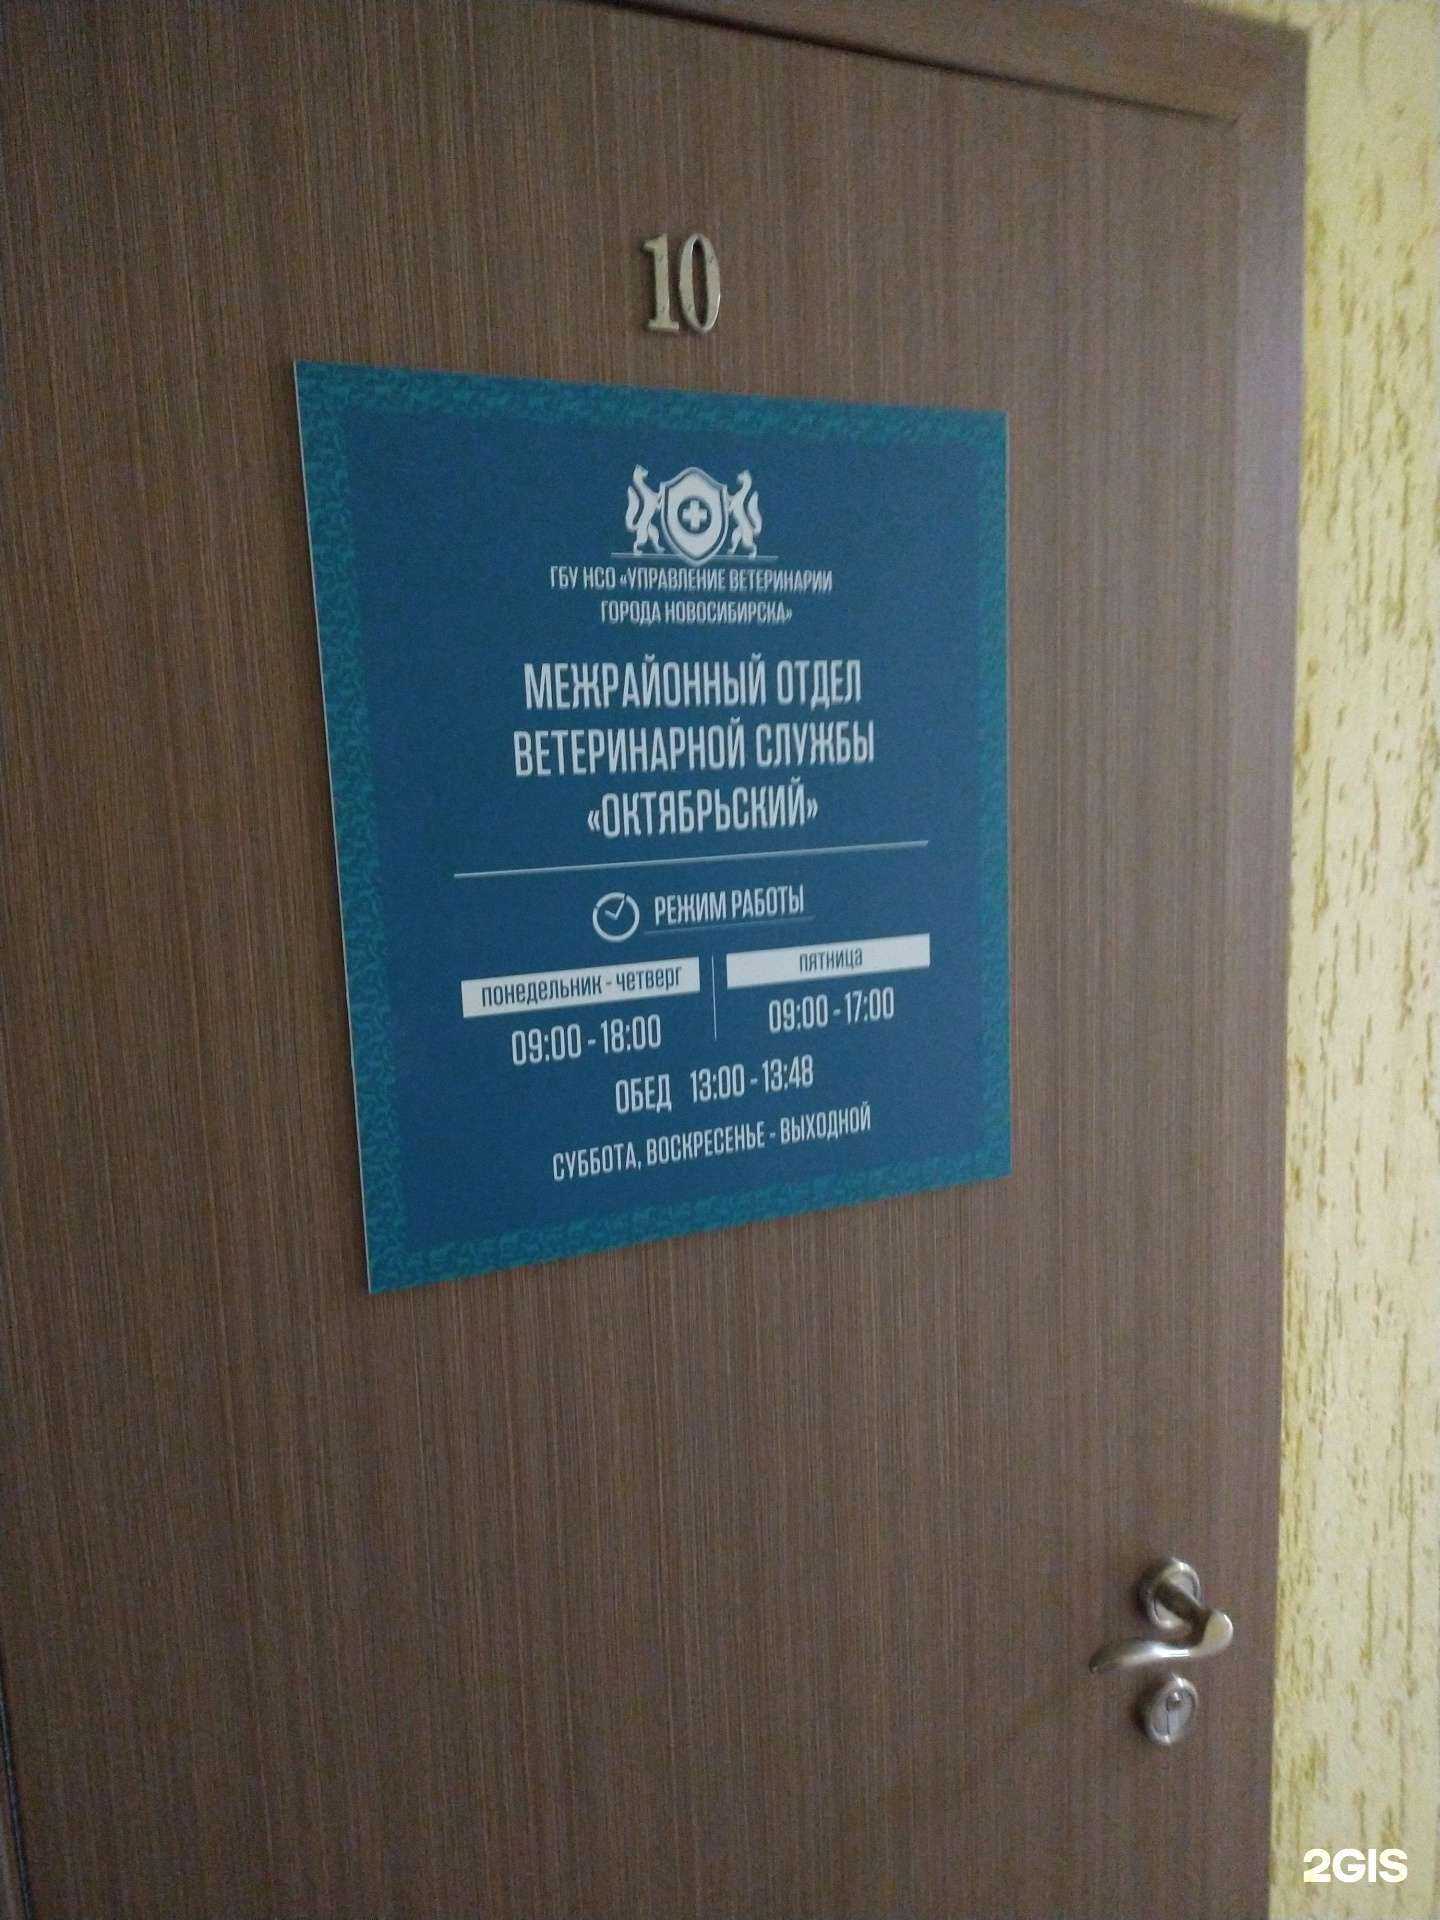 10
ГБУ НСО «УПРАВЛЕНИЕ ВЕТЕРИНАРИИ
ГОРОДА НОВОСИБИРСКА»
МЕЖРАЙОННЫЙ ОТДЕЛ
ВЕТЕРИНАРНОЙ СЛУЖБЫ
«ОКТЯБРЬСКИЙ»
РЕЖИМ РАБОТЫ
понедельник - четверг пятница
09:00 - 18:00 09:00 - 17:00
ОБЕД 13:00 - 13:48
СУББОТА, ВОСКРЕСЕНЬЕ - ВЫХОДНОЙ
2GIS